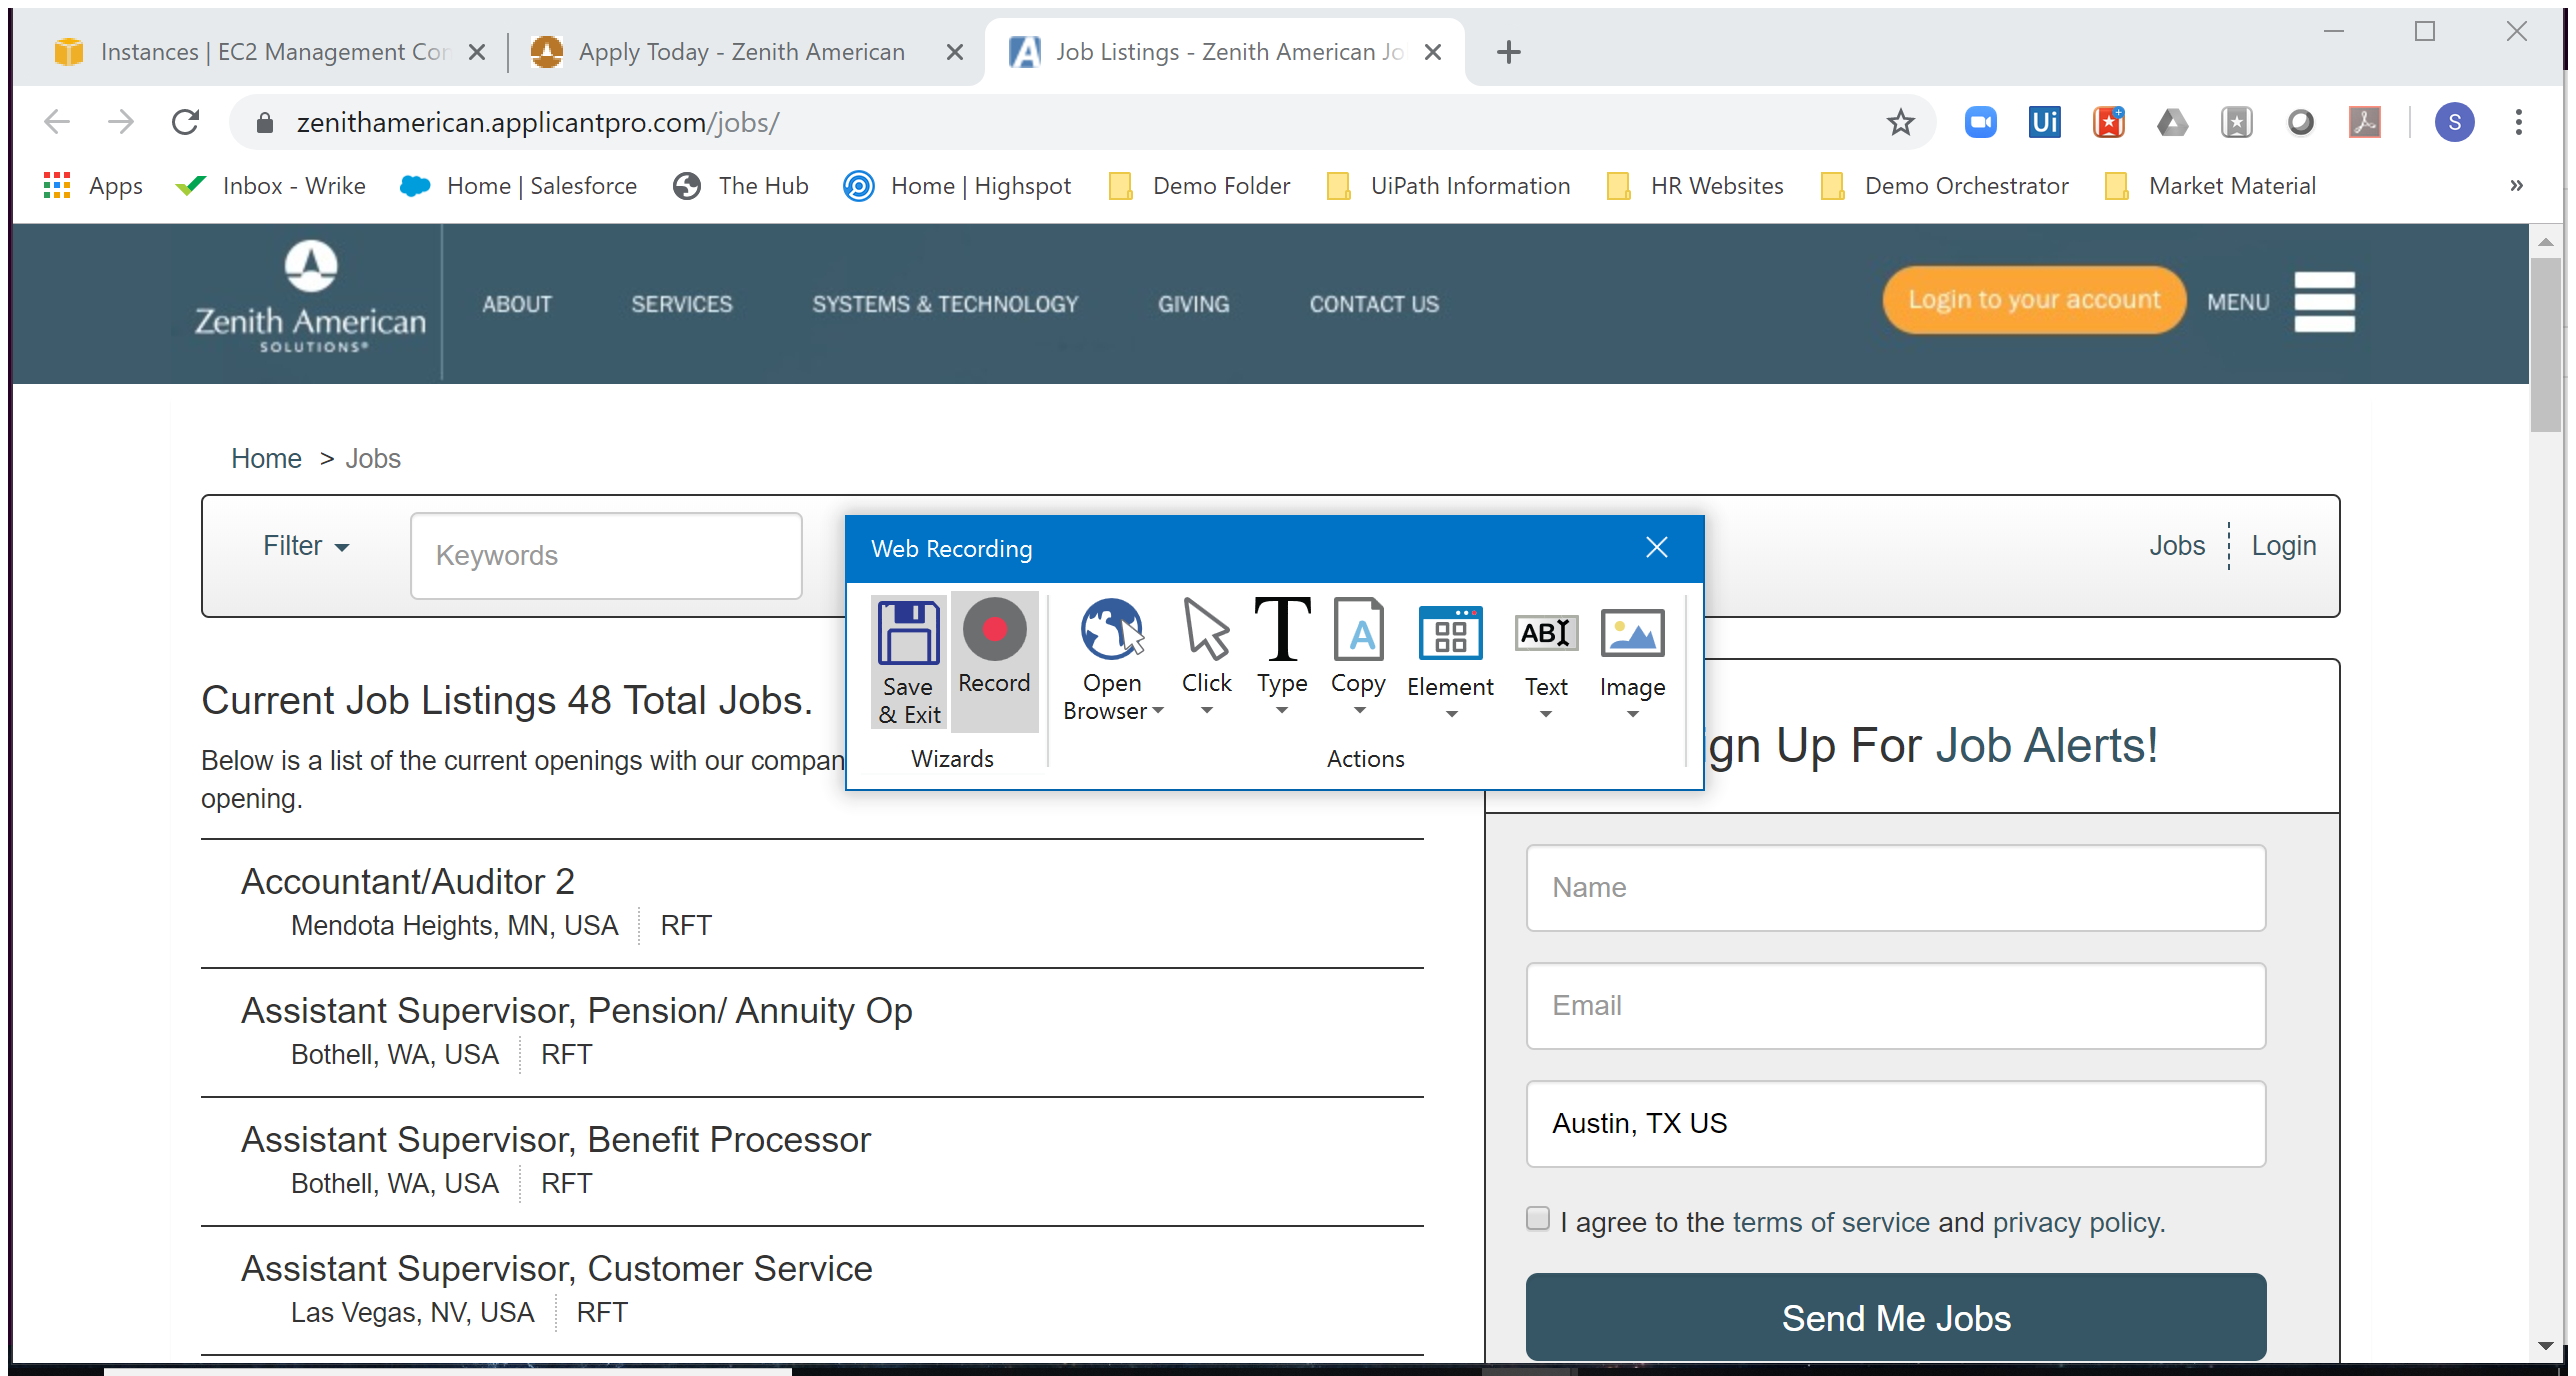 Instances | EC2 Management Con
Apply Today - Zenith American
Job Listings - Zenith American Jo
zenithamerican.applicantpro.com/jobs/
Ui
S
Apps
Inbox - Wrike
Home | Salesforce
The Hub
Home | Highspot
Demo Folder
UiPath Information
HR Websites
Demo Orchestrator
Market Material
»
Zenith American
SOLUTIONS®
ABOUT
SERVICES
SYSTEMS & TECHNOLOGY
GIVING
CONTACT US
Login to your account
MENU
Home > Jobs
Filter
Keywords
Jobs
Login
Web Recording
Save
& Exit
Record
Wizards
Open
Browser
Click
T
Type
A
Copy
Element
AB
Text
Image
Actions
Current Job Listings 48 Total Jobs.
Below is a list of the current openings with our compan
opening.
Accountant/Auditor 2
Mendota Heights, MN, USA
RFT
Assistant Supervisor, Pension/ Annuity Op
Bothell, WA, USA
RFT
Assistant Supervisor, Benefit Processor
Bothell, WA, USA
RFT
Assistant Supervisor, Customer Service
Las Vegas, NV, USA
RFT
ign Up For Job Alerts!
Name
Email
Austin, TX US
I agree to the terms of service and privacy policy.
Send Me Jobs